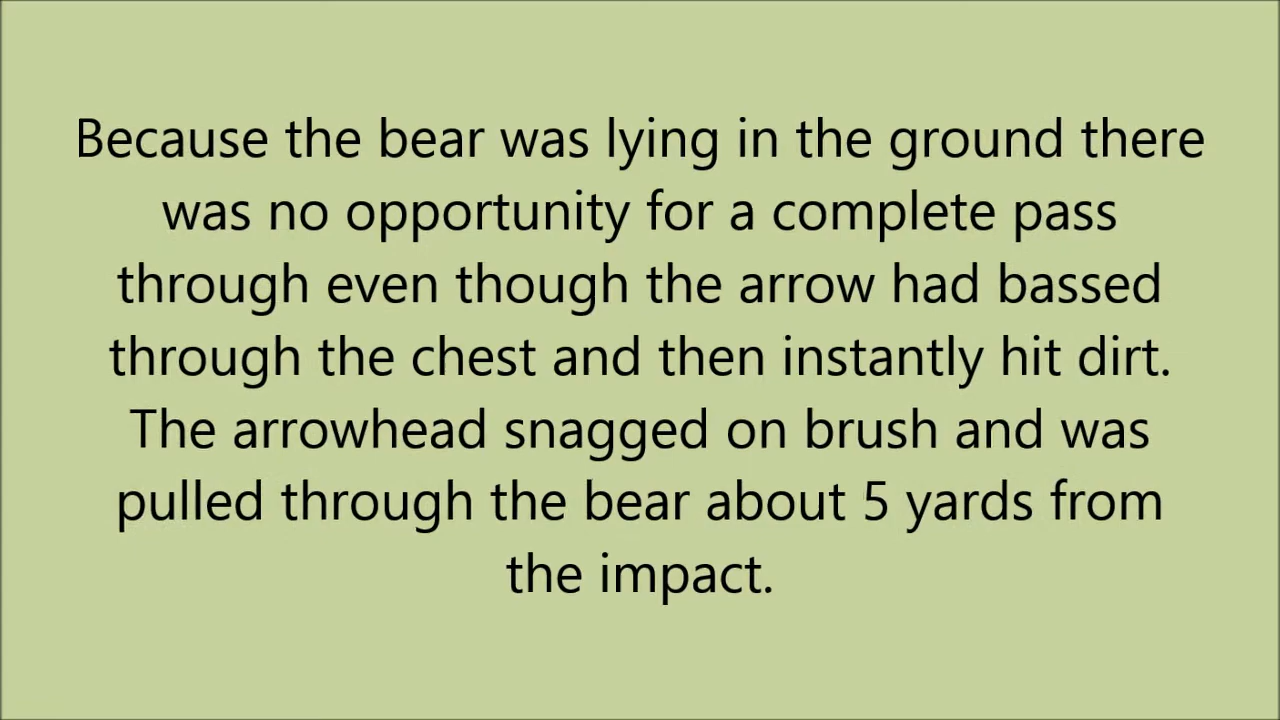 Because the bear was lying in the ground there
was no opportunity for a complete pass
through even though the arrow had bassed
through the chest and then instantly hit dirt.
The arrowhead snagged on brush and was
pulled through the bear about 5 yards from
the impact.